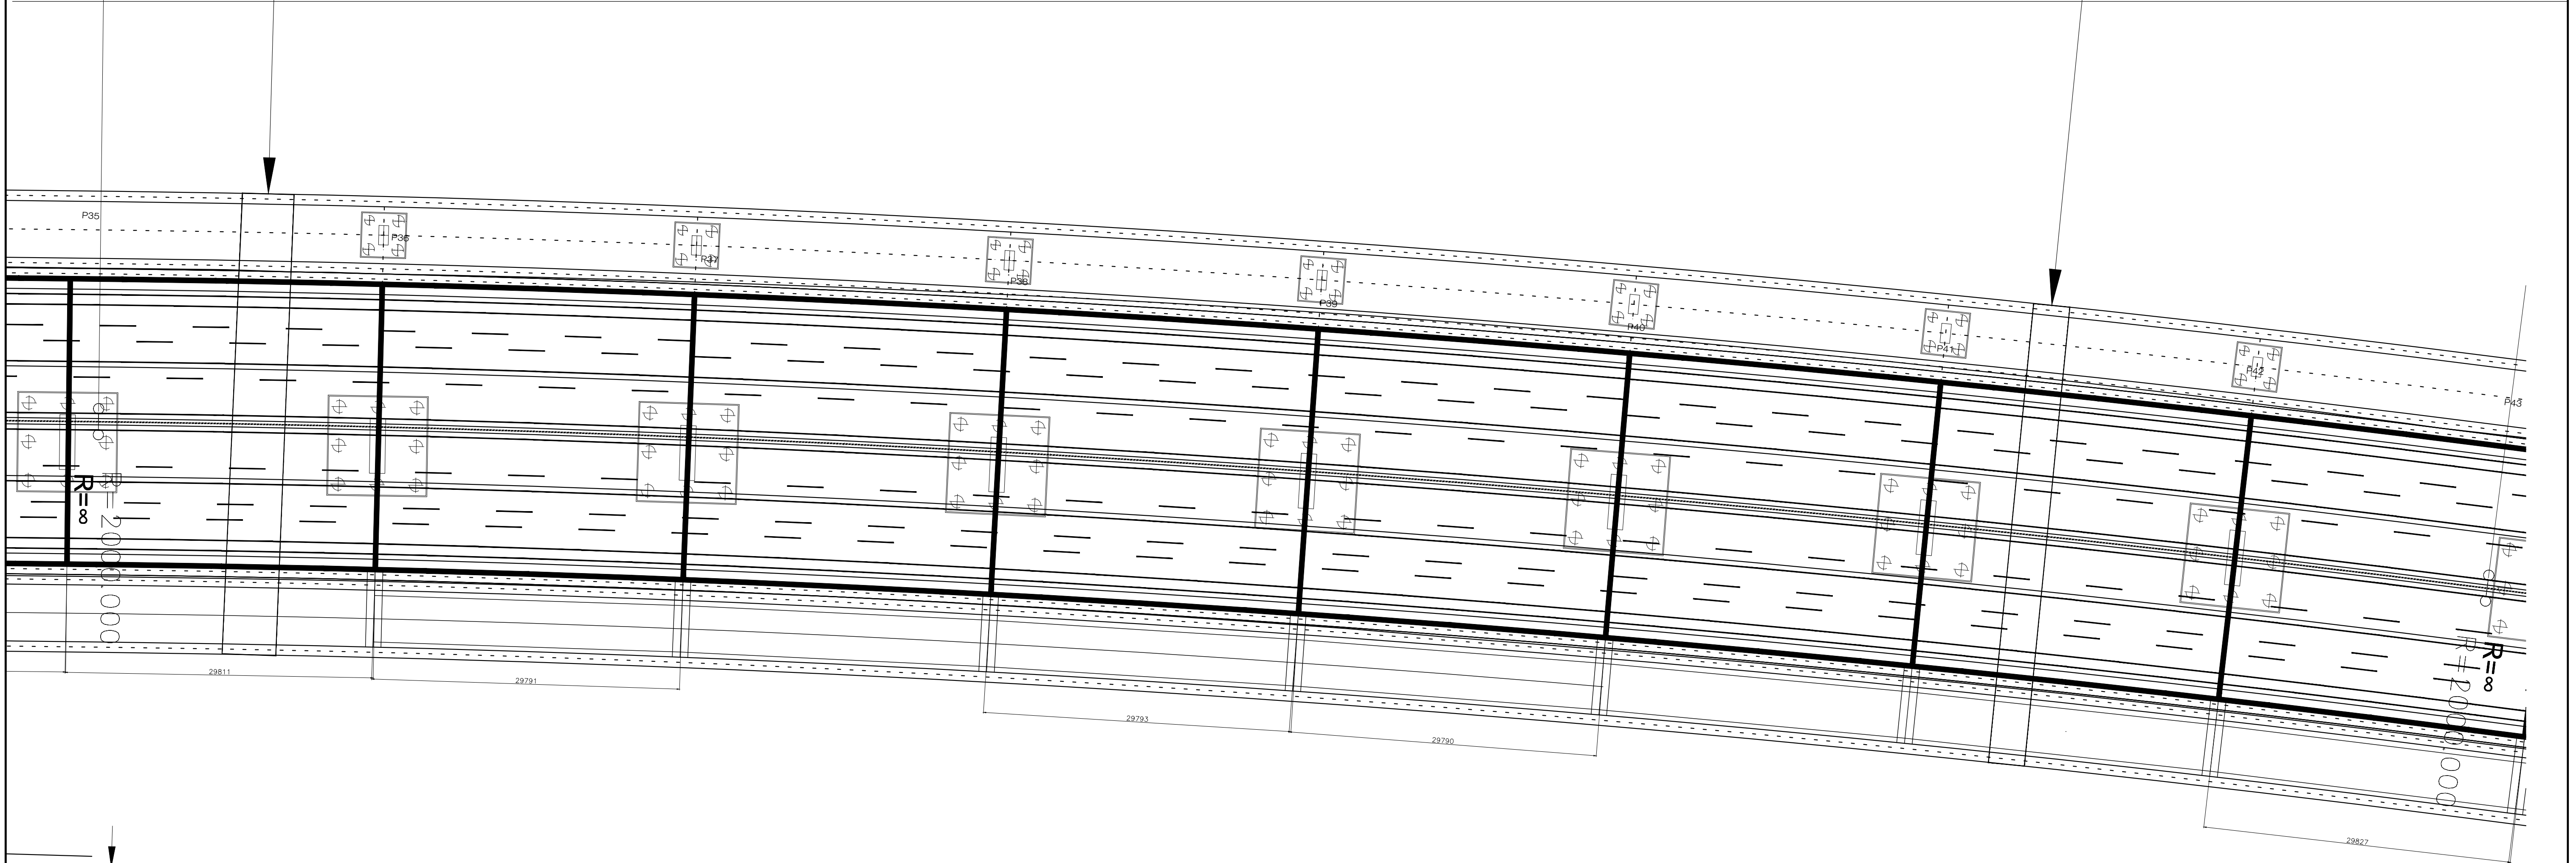 P35
P36
P37
P38
P39
P40
P41
P42
P43
R=∞
R=2000.000
R=∞
R=2000.000
29811
29791
29793
29790
29827